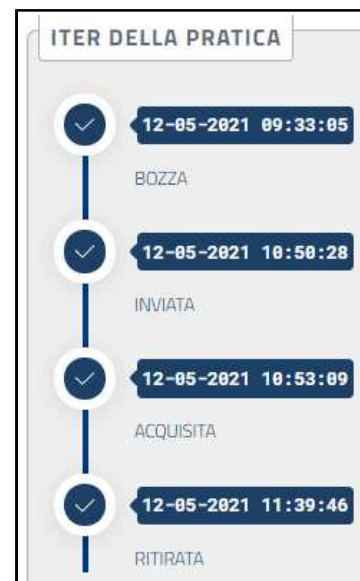 ITER DELLA PRATICA
12-05-2021 09:33:05
BOZZA
12-05-2021 10:50:28
INVIATA
12-05-2021 10:53:09
ACQUISITA
12-05-2021 11:39:46
RITIRATA